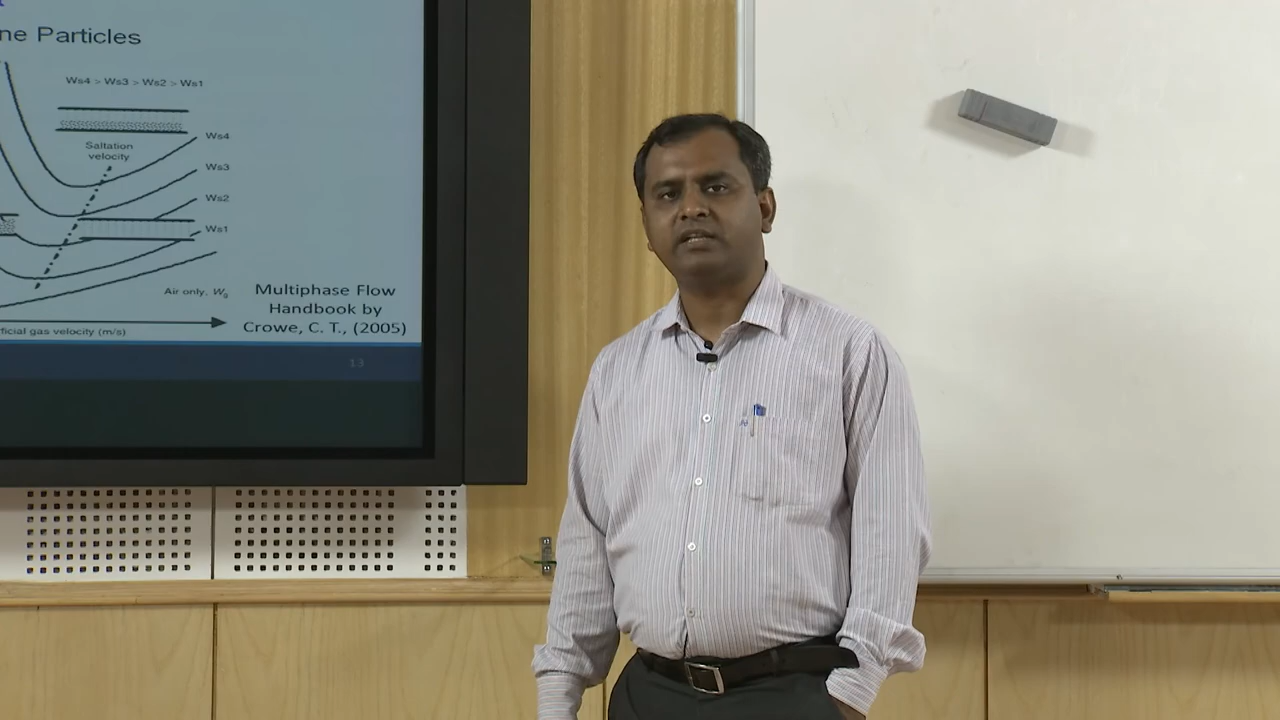 ne Particles
Ws4 > Ws3 > Ws2 > Ws1
Ws4
Saltation
velocity
Ws3
Ws2
Ws1
Air only, Wg
Multiphase Flow
Handbook by
Crowe, C. T., (2005)
ficial gas velocity (m/s)
13